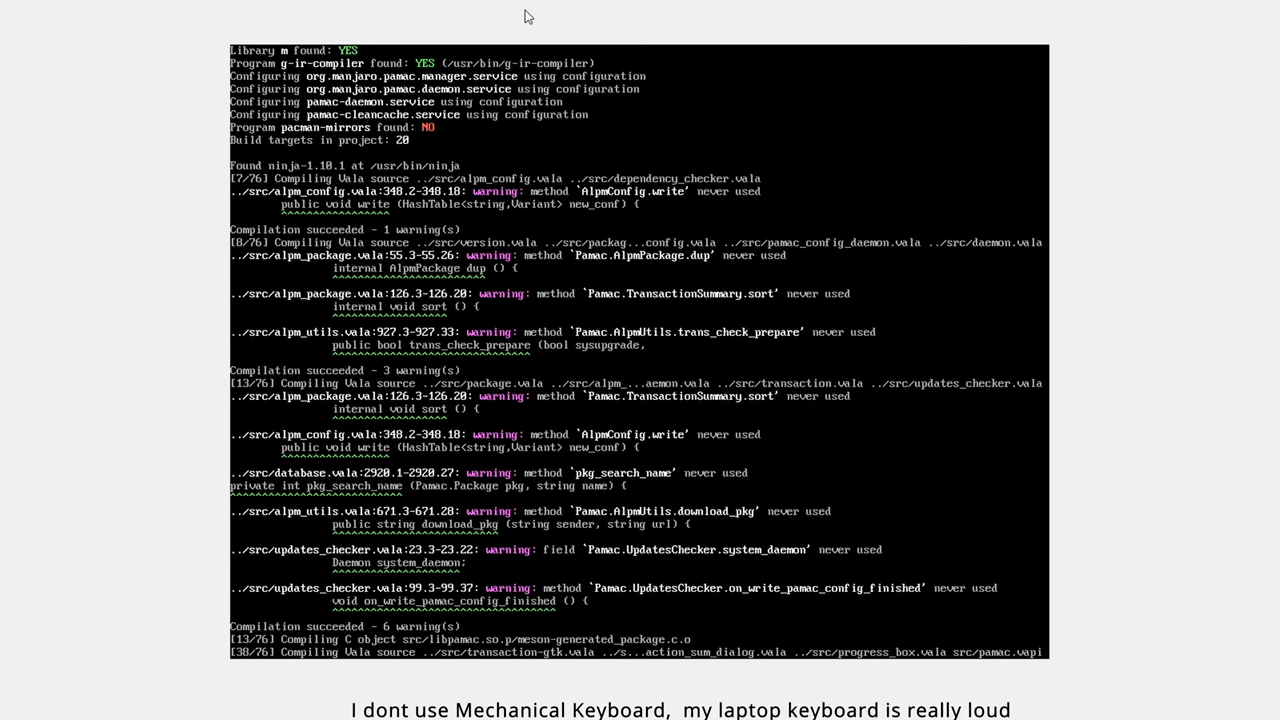 Library m found: YES
Program g-ir-compiler found: YES (/usr/bin/g-ir-compiler)
Configuring org.manjaro.pamac.manager.service using configuration
Configuring org.manjaro.pamac.daemon.service using configuration
Configuring pamac-daemon.service using configuration
Configuring pamac-cleancache.service using configuration
Program pacman-mirrors found: NO
Build targets in project: 20
Found ninja-1.10.1 at /usr/bin/ninja
[7/76] Compiling Vala source ../src/alpm_config.vala ../src/dependency_checker.vala
../src/alpm_config.vala:348.2-348.18: warning: method `AlpmConfig.write' never used
public void write (HashTable<string,Variant> new_conf) {
^^^^^^^^^^^^^^^^^
Compilation succeeded - 1 warning(s)
[8/76] Compiling Vala source ../src/version.vala ../src/packag...config.vala ../src/pamac_config_daemon.vala ../src/daemon.vala
../src/alpm_package.vala:55.3-55.26: warning: method `Pamac.AlpmPackage.dup' never used
internal AlpmPackage dup () {
^^^^^^^^^^^^^^^^^^^^^^^^
../src/alpm_package.vala:126.3-126.20: warning: method `Pamac.TransactionSummary.sort' never used
internal void sort () {
^^^^^^^^^^^^^^^^^^
../src/alpm_utils.vala:927.3-927.33: warning: method `Pamac.AlpmUtils.trans_check_prepare' never used
public bool trans_check_prepare (bool sysupgrade,
^^^^^^^^^^^^^^^^^^^^^^^^^^^^^^^
Compilation succeeded - 3 warning(s)
[13/76] Compiling Vala source ../src/package.vala ../src/alpm_...aemon.vala ../src/transaction.vala ../src/updates_checker.vala
../src/alpm_package.vala:126.3-126.20: warning: method `Pamac.TransactionSummary.sort' never used
internal void sort () {
^^^^^^^^^^^^^^^^^^
../src/alpm_config.vala:348.2-348.18: warning: method `AlpmConfig.write' never used
public void write (HashTable<string,Variant> new_conf) {
^^^^^^^^^^^^^^^^^
../src/database.vala:2920.1-2920.27: warning: method `pkg_search_name' never used
private int pkg_search_name (Pamac.Package pkg, string name) {
^^^^^^^^^^^^^^^^^^^^^^^^^^^
../src/alpm_utils.vala:671.3-671.28: warning: method `Pamac.AlpmUtils.download_pkg' never used
public string download_pkg (string sender, string url) {
^^^^^^^^^^^^^^^^^^^^^^^^^^
../src/updates_checker.vala:23.3-23.22: warning: field `Pamac.UpdatesChecker.system_daemon' never used
Daemon system_daemon;
^^^^^^^^^^^^^^^^^^^^
../src/updates_checker.vala:99.3-99.37: warning: method `Pamac.UpdatesChecker.on_write_pamac_config_finished' never used
void on_write_pamac_config_finished () {
^^^^^^^^^^^^^^^^^^^^^^^^^^^^^^^^^^^
Compilation succeeded - 6 warning(s)
[13/76] Compiling C object src/libpamac.so.p/meson-generated_package.c.o
[38/76] Compiling Vala source ../src/transaction-gtk.vala ../s...action_sum_dialog.vala ../src/progress_box.vala src/pamac.vapi
I dont use Mechanical Keyboard, my laptop keyboard is really loud